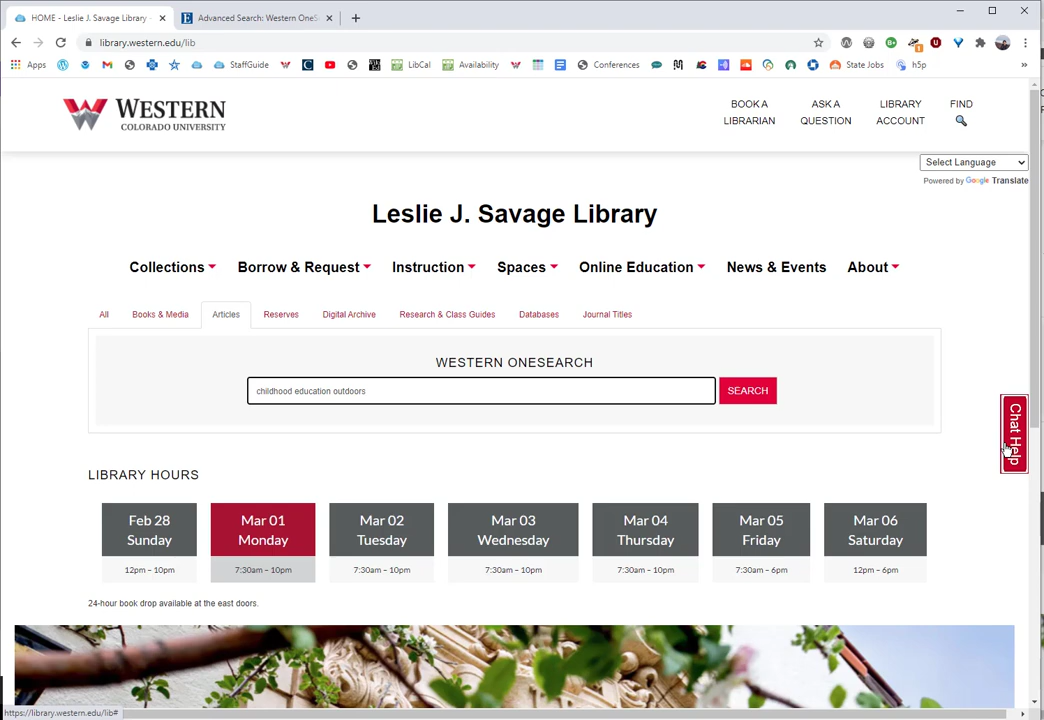 HOME - Leslie J. Savage Library -
Advanced Search: Western OneS
library.western.edu/lib
Apps
StaffGuide
LibCal
Availability
Conferences
State Jobs
h5p
»
WESTERN
COLORADO UNIVERSITY
BOOK A
LIBRARIAN
ASK A
QUESTION
LIBRARY
ACCOUNT
FIND
Select Language
Powered by Google Translate
Leslie J. Savage Library
Collections Borrow & Request Instruction Spaces Online Education News & Events About
All Books & Media Articles Reserves Digital Archive Research & Class Guides Databases Journal Titles
WESTERN ONESEARCH
childhood education outdoors
SEARCH
Chat Help
LIBRARY HOURS
Feb 28
Sunday
12pm – 10pm
Mar 01
Monday
7:30am – 10pm
Mar 02
Tuesday
7:30am – 10pm
Mar 03
Wednesday
7:30am – 10pm
Mar 04
Thursday
7:30am – 10pm
Mar 05
Friday
7:30am – 6pm
Mar 06
Saturday
12pm – 6pm
24-hour book drop available at the east doors.
https://library.western.edu/lib#